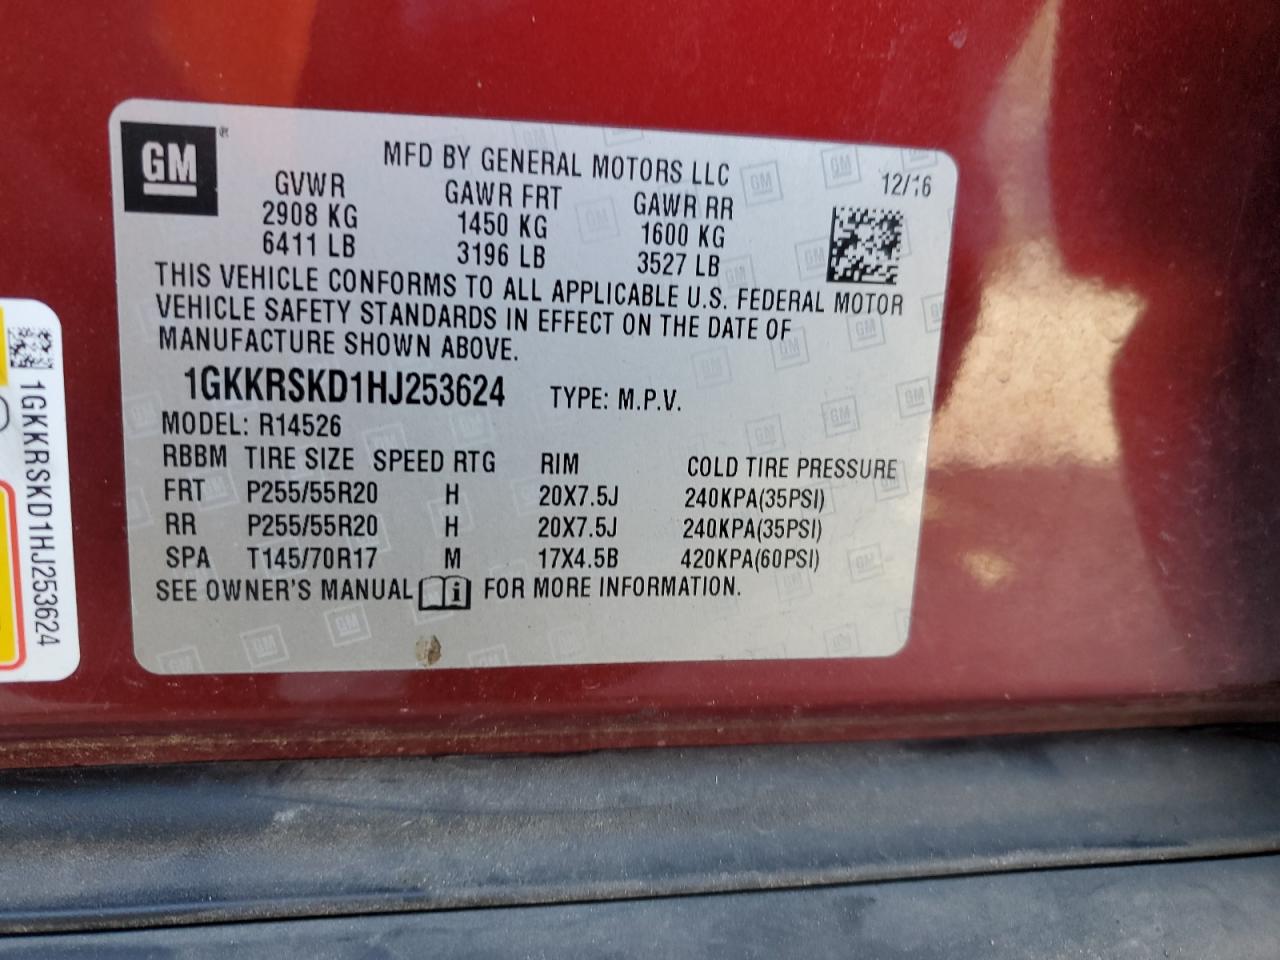 GM ®
MFD BY GENERAL MOTORS LLC
12/16
GVWR GAWR FRT GAWR RR
2908 KG 1450 KG 1600 KG
6411 LB 3196 LB 3527 LB
THIS VEHICLE CONFORMS TO ALL APPLICABLE U.S. FEDERAL MOTOR
VEHICLE SAFETY STANDARDS IN EFFECT ON THE DATE OF
MANUFACTURE SHOWN ABOVE.
1GKKRSKD1HJ253624 TYPE: M.P.V.
MODEL: R14526
RBBM TIRE SIZE SPEED RTG RIM COLD TIRE PRESSURE
FRT P255/55R20 H 20X7.5J 240KPA(35PSI)
RR P255/55R20 H 20X7.5J 240KPA(35PSI)
SPA T145/70R17 M 17X4.5B 420KPA(60PSI)
SEE OWNER'S MANUAL i FOR MORE INFORMATION.
1GKKRSKD1HJ253624